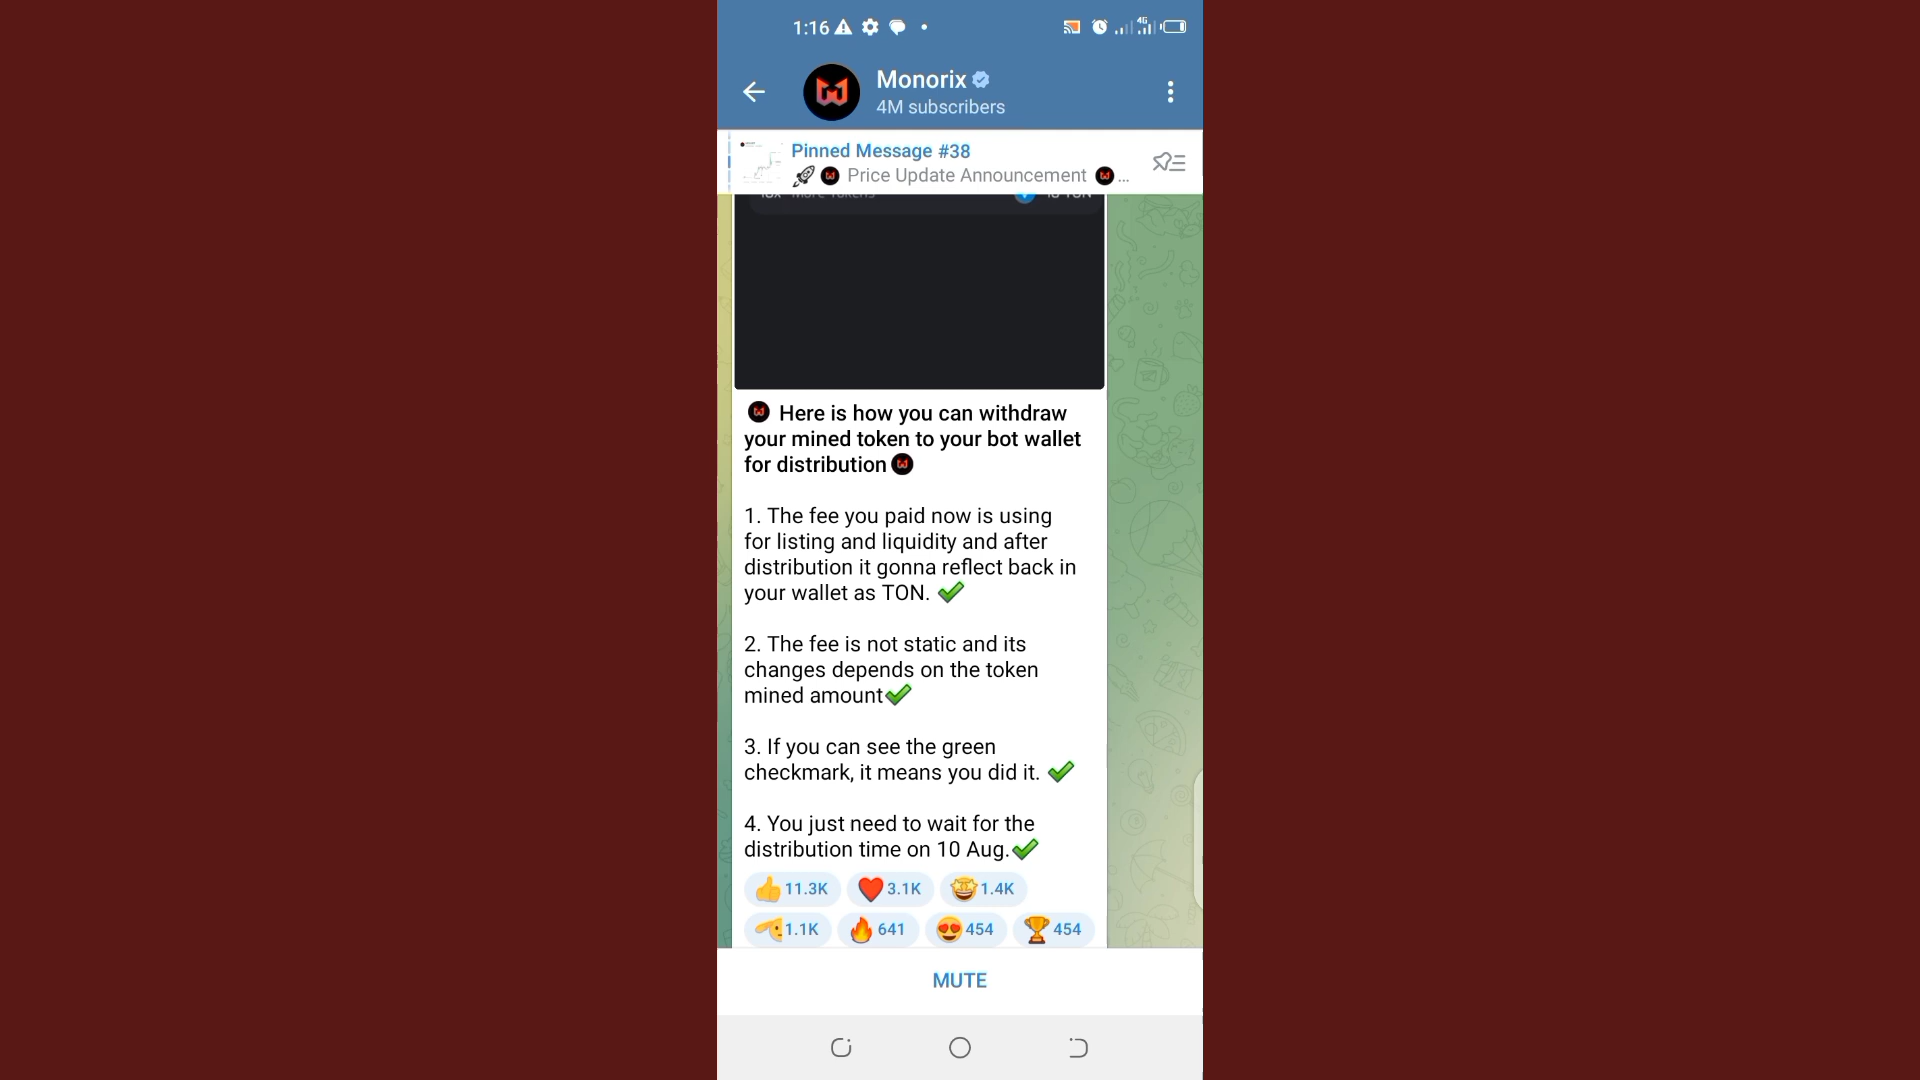 1:16
4G
Monorix
4M subscribers
Pinned Message #38
Price Update Announcement ...
Here is how you can withdraw
your mined token to your bot wallet
for distribution
1. The fee you paid now is using
for listing and liquidity and after
distribution it gonna reflect back in
your wallet as TON.
2. The fee is not static and its
changes depends on the token
mined amount
3. If you can see the green
checkmark, it means you did it.
4. You just need to wait for the
distribution time on 10 Aug.
11.3K 3.1K 1.4K
1.1K 641 454 454
MUTE